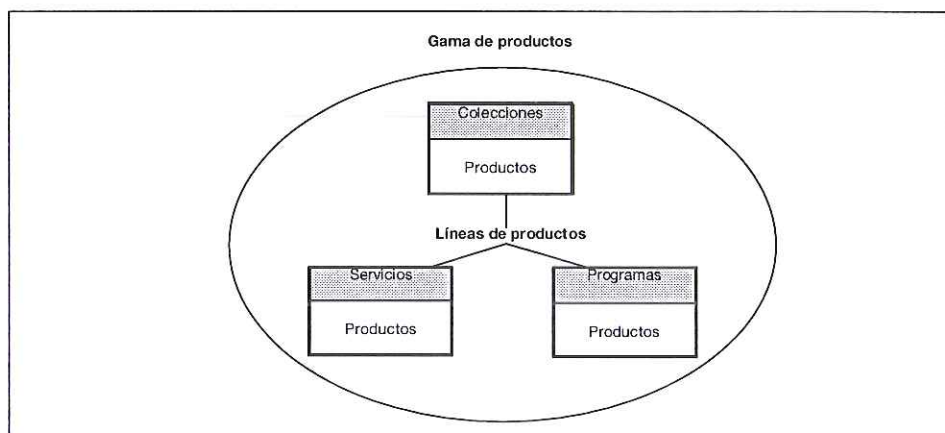 Gama de productos
Colecciones
Productos
Líneas de productos
Servicios
Programas
Productos
Productos